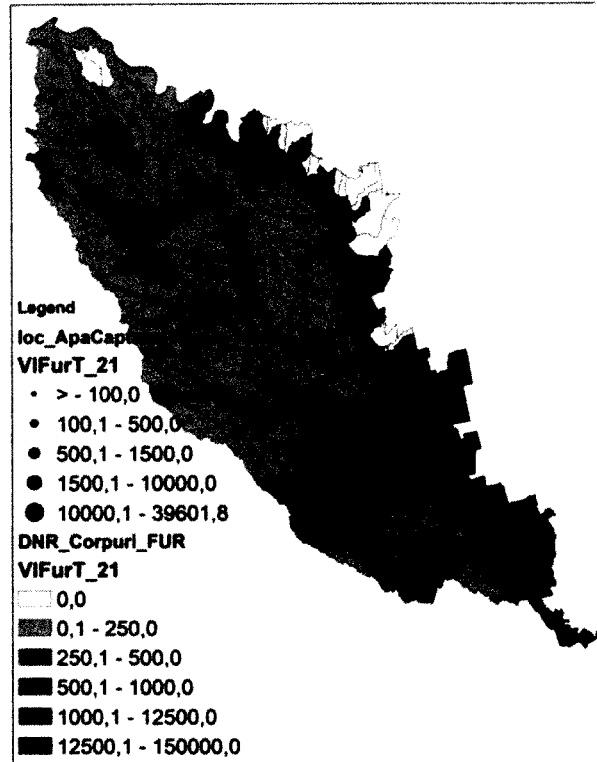 Legend
loc_ApaCapt
VlFurT_21
> - 100,0
100,1 - 500,0
500,1 - 1500,0
1500,1 - 10000,0
10000,1 - 39601,8
DNR_Corpuri_FUR
VlFurT_21
0,0
0,1 - 250,0
250,1 - 500,0
500,1 - 1000,0
1000,1 - 12500,0
12500,1 - 150000,0